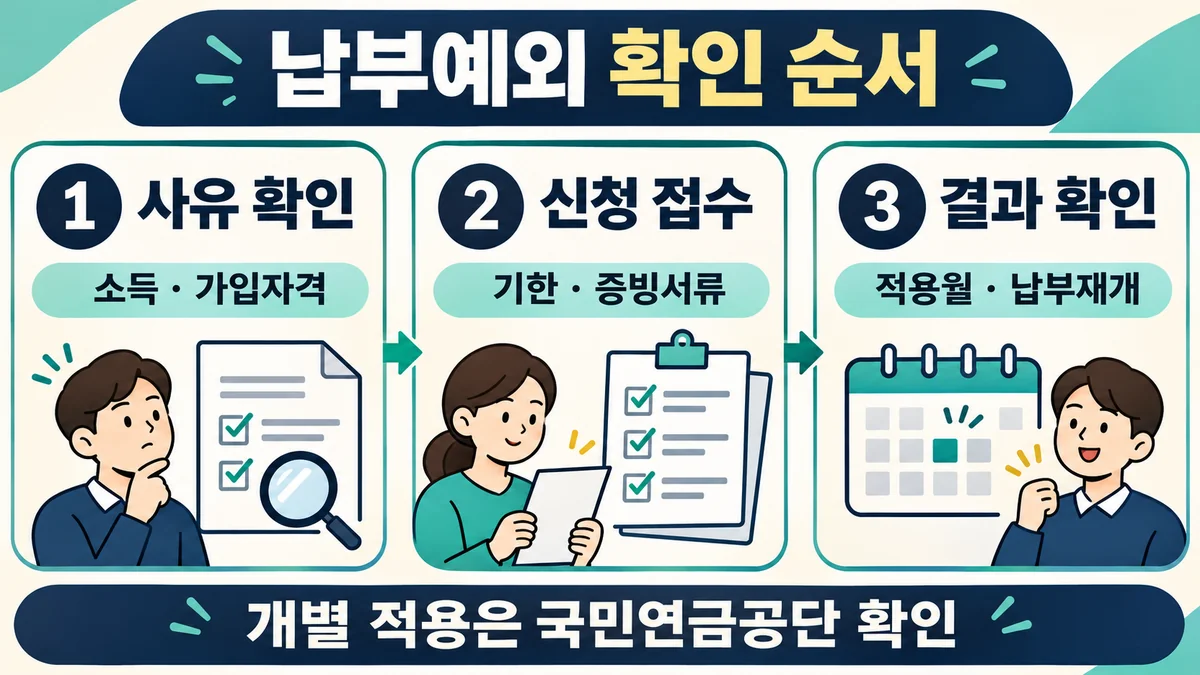 납부예외 확인 순서
1 사유 확인
소득 · 가입자격
2 신청 접수
기한 · 증빙서류
3 결과 확인
적용월 · 납부재개
개별 적용은 국민연금공단 확인